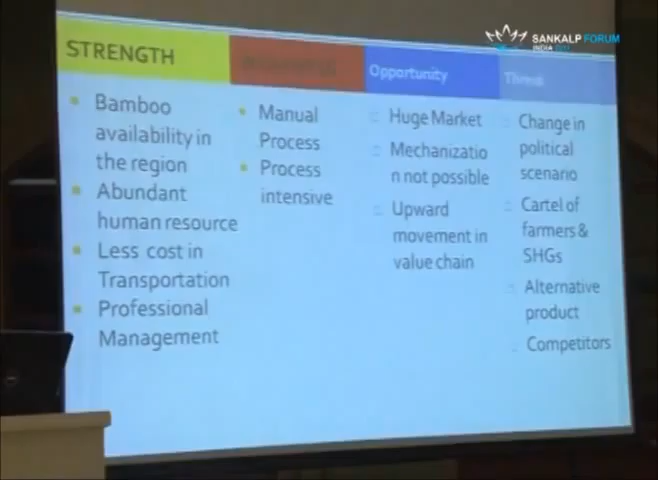 SANKALP FORUM
INDIA
STRENGTH
Bamboo
availability in
the region
Abundant
human resource
Less cost in
Transportation
Professional
Management
Manual
Process
Process
intensive
Opportunity
Huge Market
Mechanizatio
n not possible
Upward
movement in
value chain
Threat
Change in
political
scenario
Cartel of
farmers &
SHGs
Alternative
product
Competitors